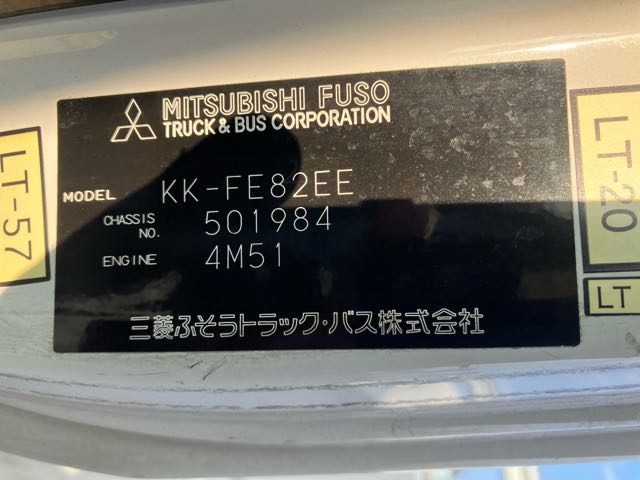 MITSUBISHI FUSO
TRUCK & BUS CORPORATION
MODEL KK-FE82EE
CHASSIS NO. 501984
ENGINE 4M51
三菱ふそうトラック・バス株式会社
LT-57
LT-20
LT